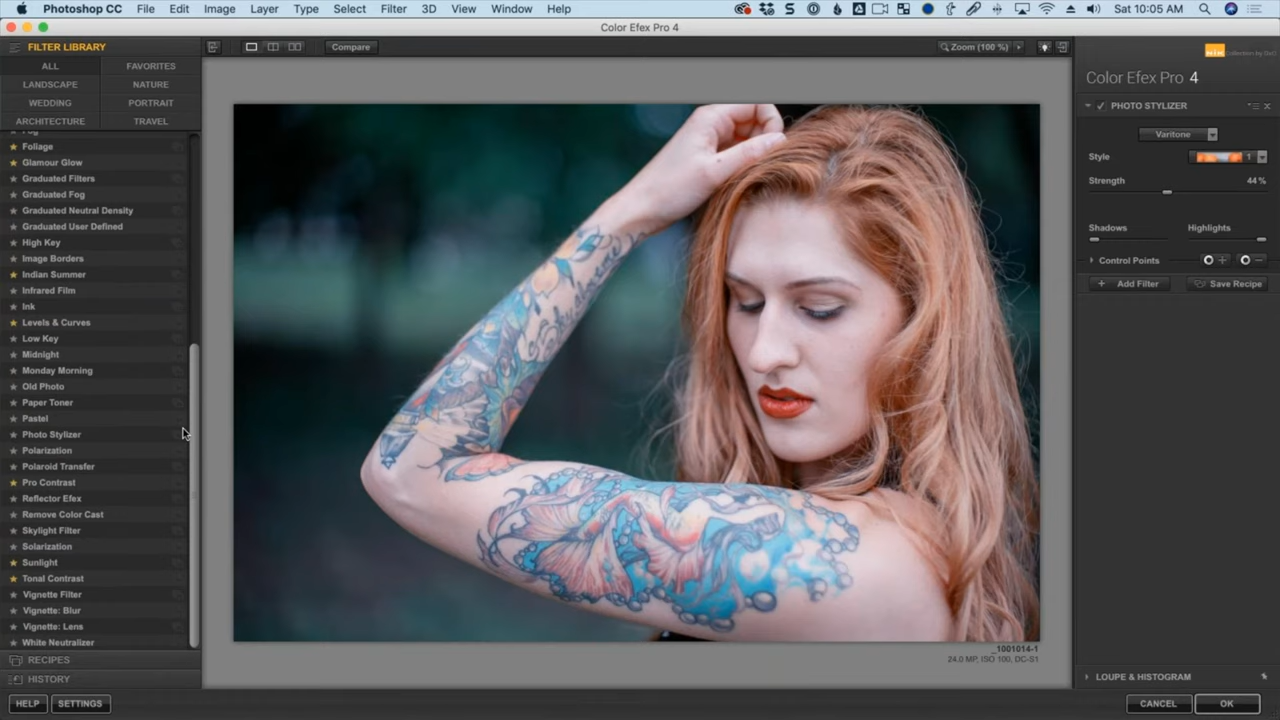 Photoshop CC File Edit Image Layer Type Select Filter 3D View Window Help Sat 10:05 AM
Color Efex Pro 4
FILTER LIBRARY
Compare
Zoom (100 %)
ALL FAVORITES
LANDSCAPE NATURE
WEDDING PORTRAIT
ARCHITECTURE TRAVEL
Fog
Foliage
Glamour Glow
Graduated Filters
Graduated Fog
Graduated Neutral Density
Graduated User Defined
High Key
Image Borders
Indian Summer
Infrared Film
Ink
Levels & Curves
Low Key
Midnight
Monday Morning
Old Photo
Paper Toner
Pastel
Photo Stylizer
Polarization
Polaroid Transfer
Pro Contrast
Reflector Efex
Remove Color Cast
Skylight Filter
Solarization
Sunlight
Tonal Contrast
Vignette Filter
Vignette: Blur
Vignette: Lens
White Neutralizer
RECIPES
HISTORY
HELP SETTINGS
_1001014-1
24.0 MP, ISO 100, DC-S1
Nik Collection by DxO
Color Efex Pro 4
PHOTO STYLIZER
Varitone
Style 1
Strength 44 %
Shadows Highlights
Control Points
Add Filter Save Recipe
LOUPE & HISTOGRAM
CANCEL OK